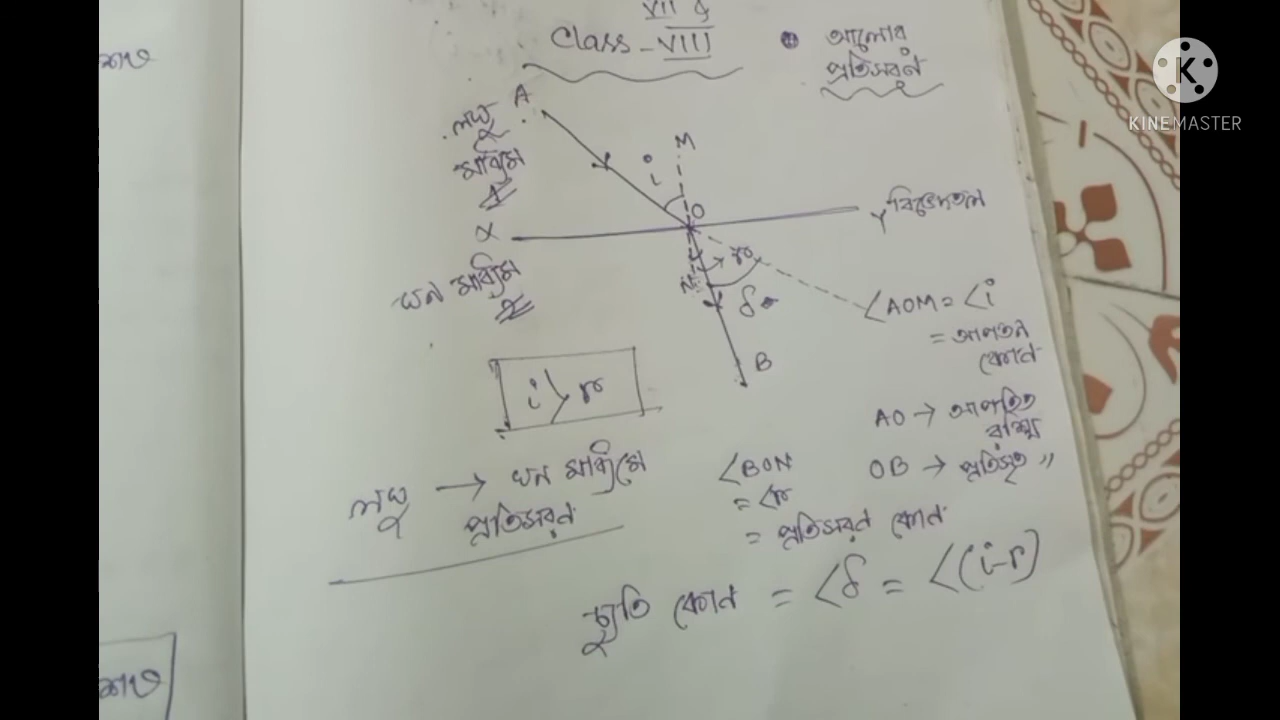 VII &
Class - VIII
আলোর
প্রতিসরণ
KINEMASTER
A
লঘু
মাধ্যম
M
i
O
X
Y বিভেদতল
ঘন মাধ্যম
r
N
δ
B
∠AOM = ∠i
= আপতন
কোন
i > r
AO → আপতিত
রশ্মি
OB → প্রতিসৃত "
লঘু → ঘন মাধ্যমে
প্রতিসরণ
∠BON
= ∠r
= প্রতিসরণ কোন
চ্যুতি কোন = ∠δ = ∠(i-r)